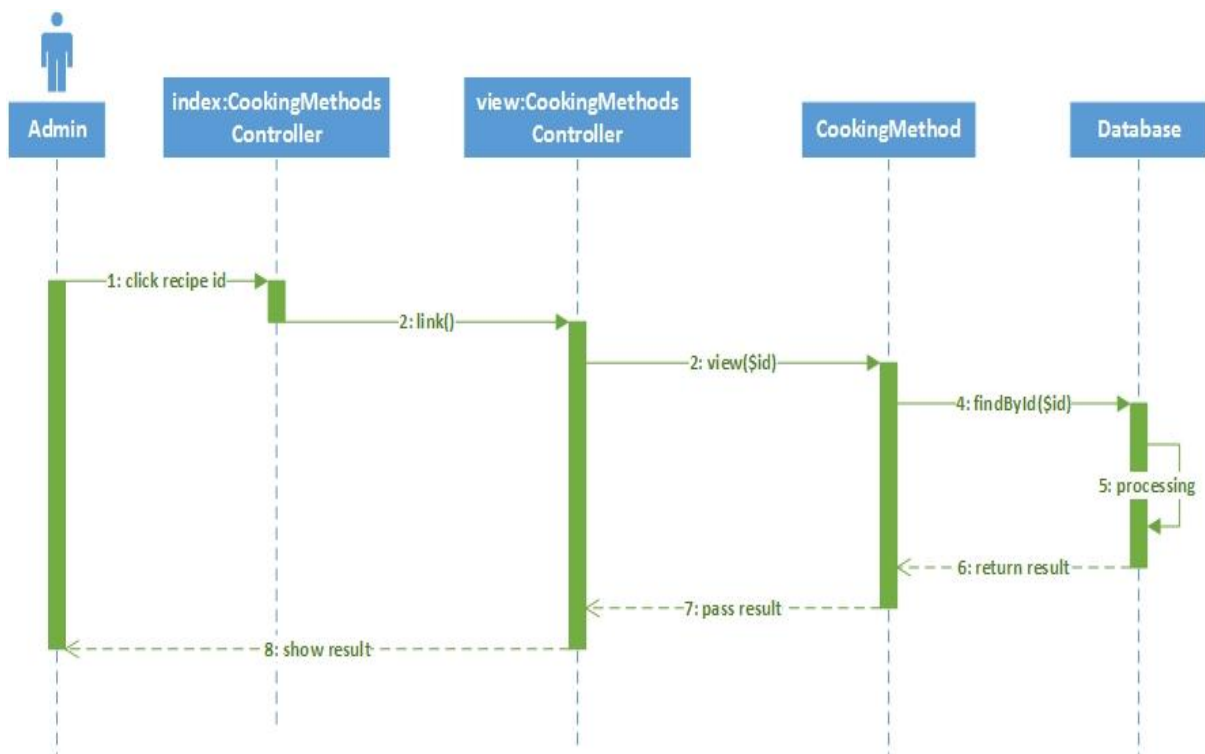 Admin
index:CookingMethods
Controller
view:CookingMethods
Controller
CookingMethod
Database
1: click recipe id
2: link()
2: view($id)
4: findById($id)
5: processing
6: return result
7: pass result
8: show result